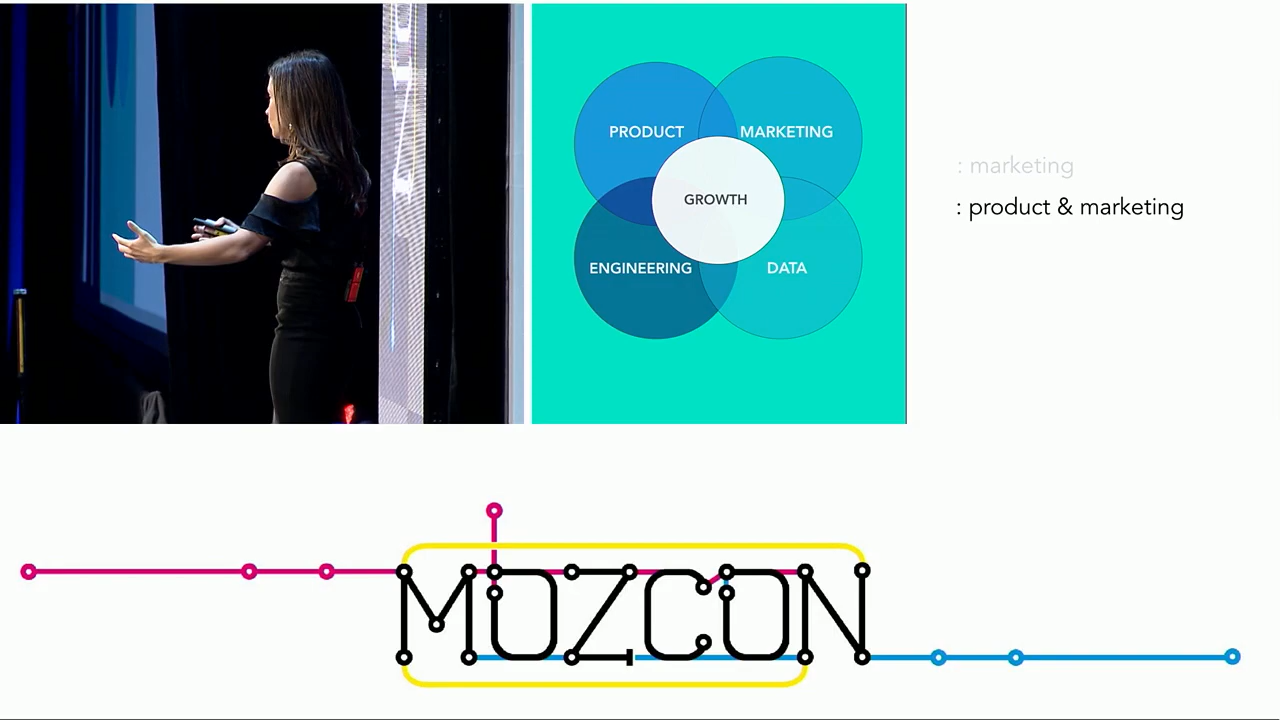 PRODUCT
MARKETING
GROWTH
ENGINEERING
DATA
: marketing
: product & marketing
MOZCON